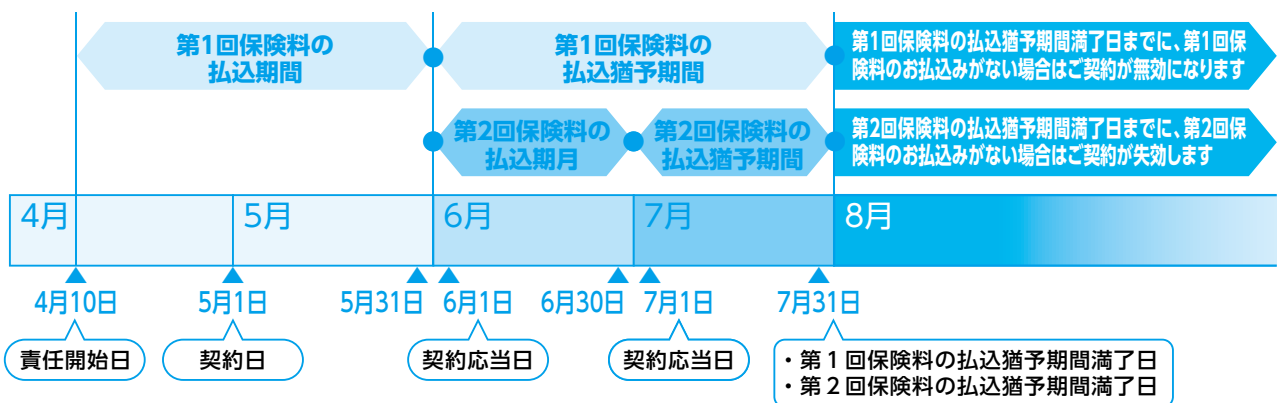 第1回保険料の
払込期間
第1回保険料の
払込猶予期間
第1回保険料の払込猶予期間満了日までに、第1回保
険料のお払込みがない場合はご契約が無効になります
第2回保険料の
払込期月
第2回保険料の
払込猶予期間
第2回保険料の払込猶予期間満了日までに、第2回保
険料のお払込みがない場合はご契約が失効します
4月
5月
6月
7月
8月
4月10日
5月1日
5月31日
6月1日
6月30日
7月1日
7月31日
責任開始日
契約日
契約応当日
契約応当日
・第1回保険料の払込猶予期間満了日
・第2回保険料の払込猶予期間満了日